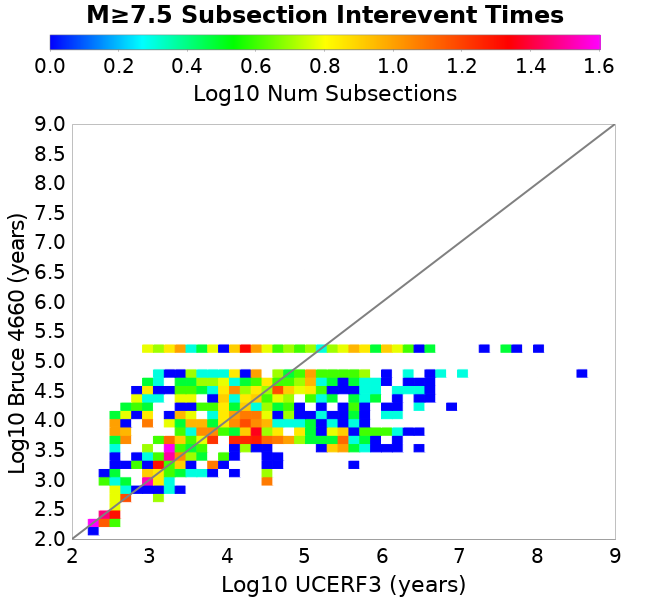 M≥7.5 Subsection Interevent Times
0.0 0.2 0.4 0.6 0.8 1.0 1.2 1.4 1.6
Log10 Num Subsections
Log10 Bruce 4660 (years)
9.0
8.5
8.0
7.5
7.0
6.5
6.0
5.5
5.0
4.5
4.0
3.5
3.0
2.5
2.0
2 3 4 5 6 7 8 9
Log10 UCERF3 (years)